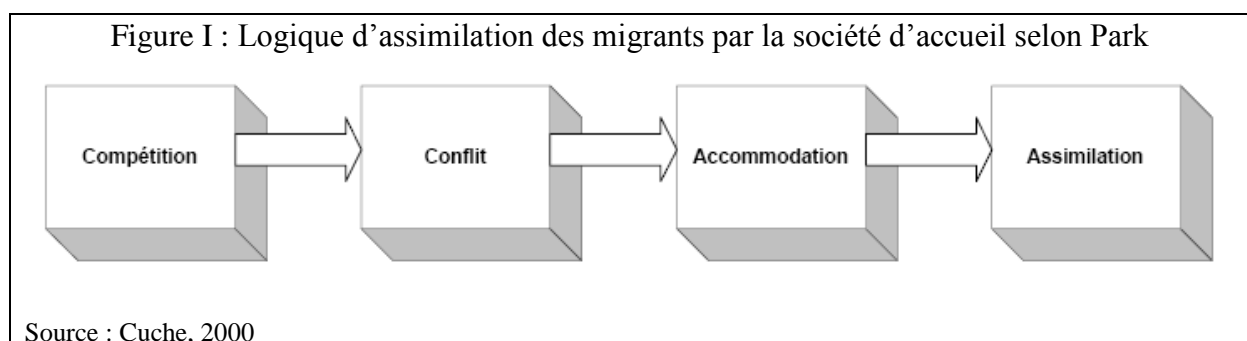 Figure I : Logique d’assimilation des migrants par la société d’accueil selon Park
Compétition
Conflit
Accommodation
Assimilation
Source : Cuche, 2000